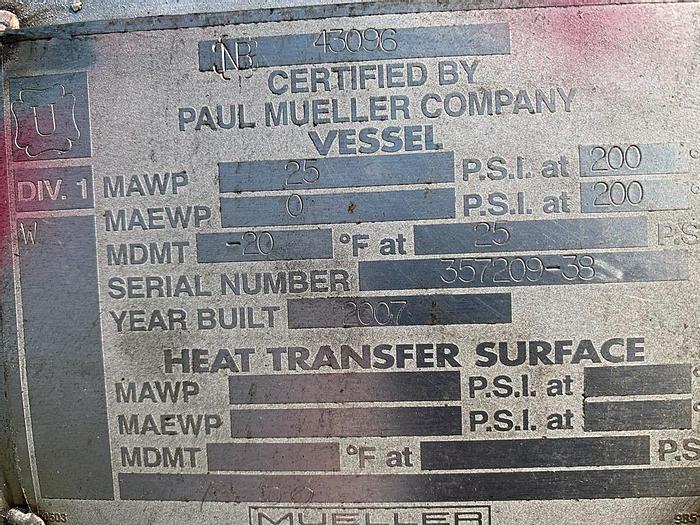 NB 43096
CERTIFIED BY
PAUL MUELLER COMPANY
VESSEL
U
DIV. 1
W
MAWP 25 P.S.I. at 200 °
MAEWP 0 P.S.I. at 200 °
MDMT -20 °F at 25 P.S
SERIAL NUMBER 357209-38
YEAR BUILT 2007
HEAT TRANSFER SURFACE
MAWP P.S.I. at °
MAEWP P.S.I. at °
MDMT °F at P.S
MUELLER